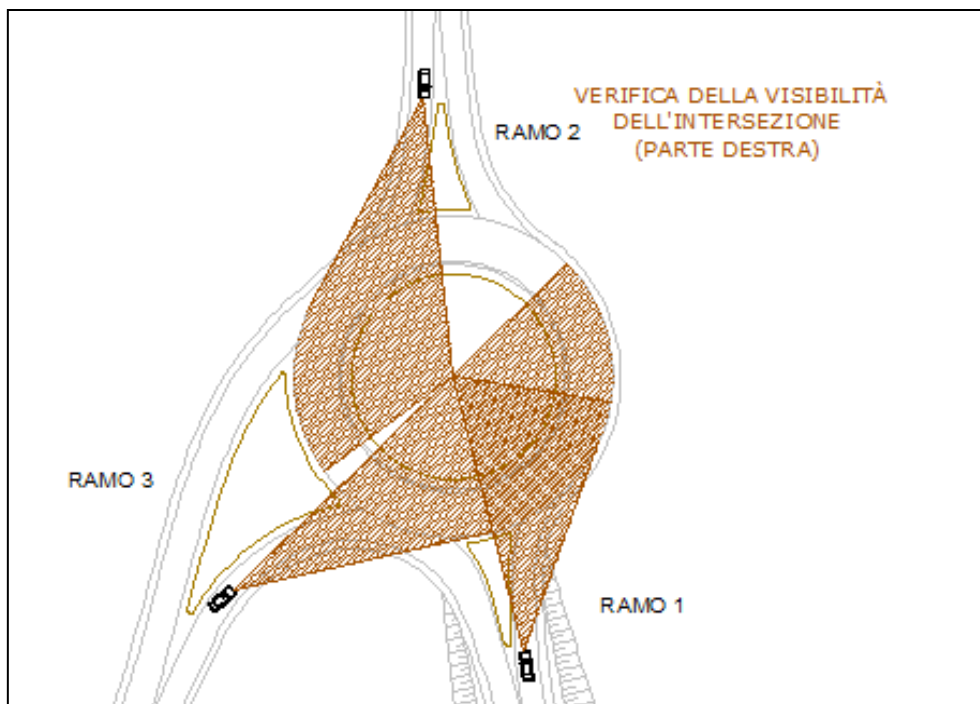 VERIFICA DELLA VISIBILITÀ
DELL'INTERSEZIONE
(PARTE DESTRA)
RAMO 2
RAMO 3
RAMO 1